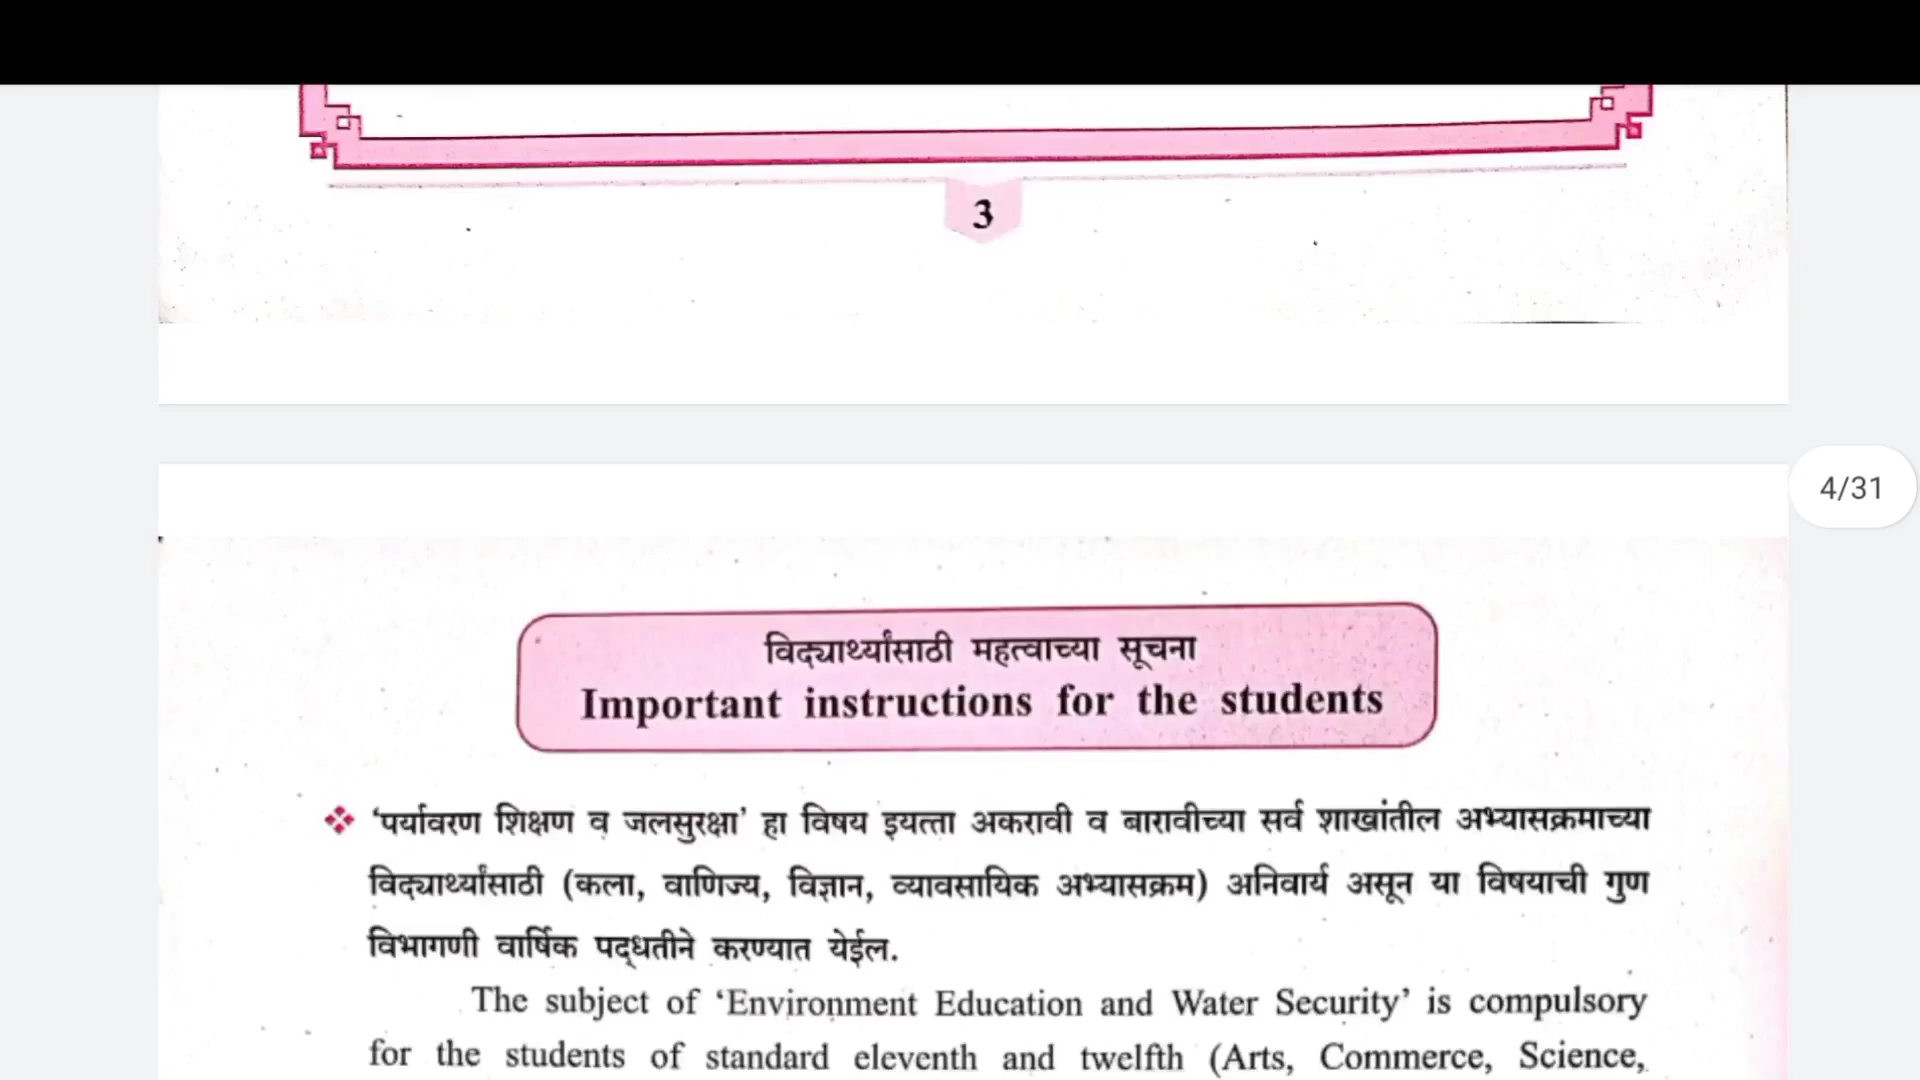 3
4/31
विद्यार्थ्यांसाठी महत्वाच्या सूचना
Important instructions for the students
❖ ‘पर्यावरण शिक्षण व जलसुरक्षा’ हा विषय इयत्ता अकरावी व बारावीच्या सर्व शाखांतील अभ्यासक्रमाच्या
विद्यार्थ्यांसाठी (कला, वाणिज्य, विज्ञान, व्यावसायिक अभ्यासक्रम) अनिवार्य असून या विषयाची गुण
विभागणी वार्षिक पद्धतीने करण्यात येईल.
The subject of ‘Environment Education and Water Security’ is compulsory
for the students of standard eleventh and twelfth (Arts, Commerce, Science,